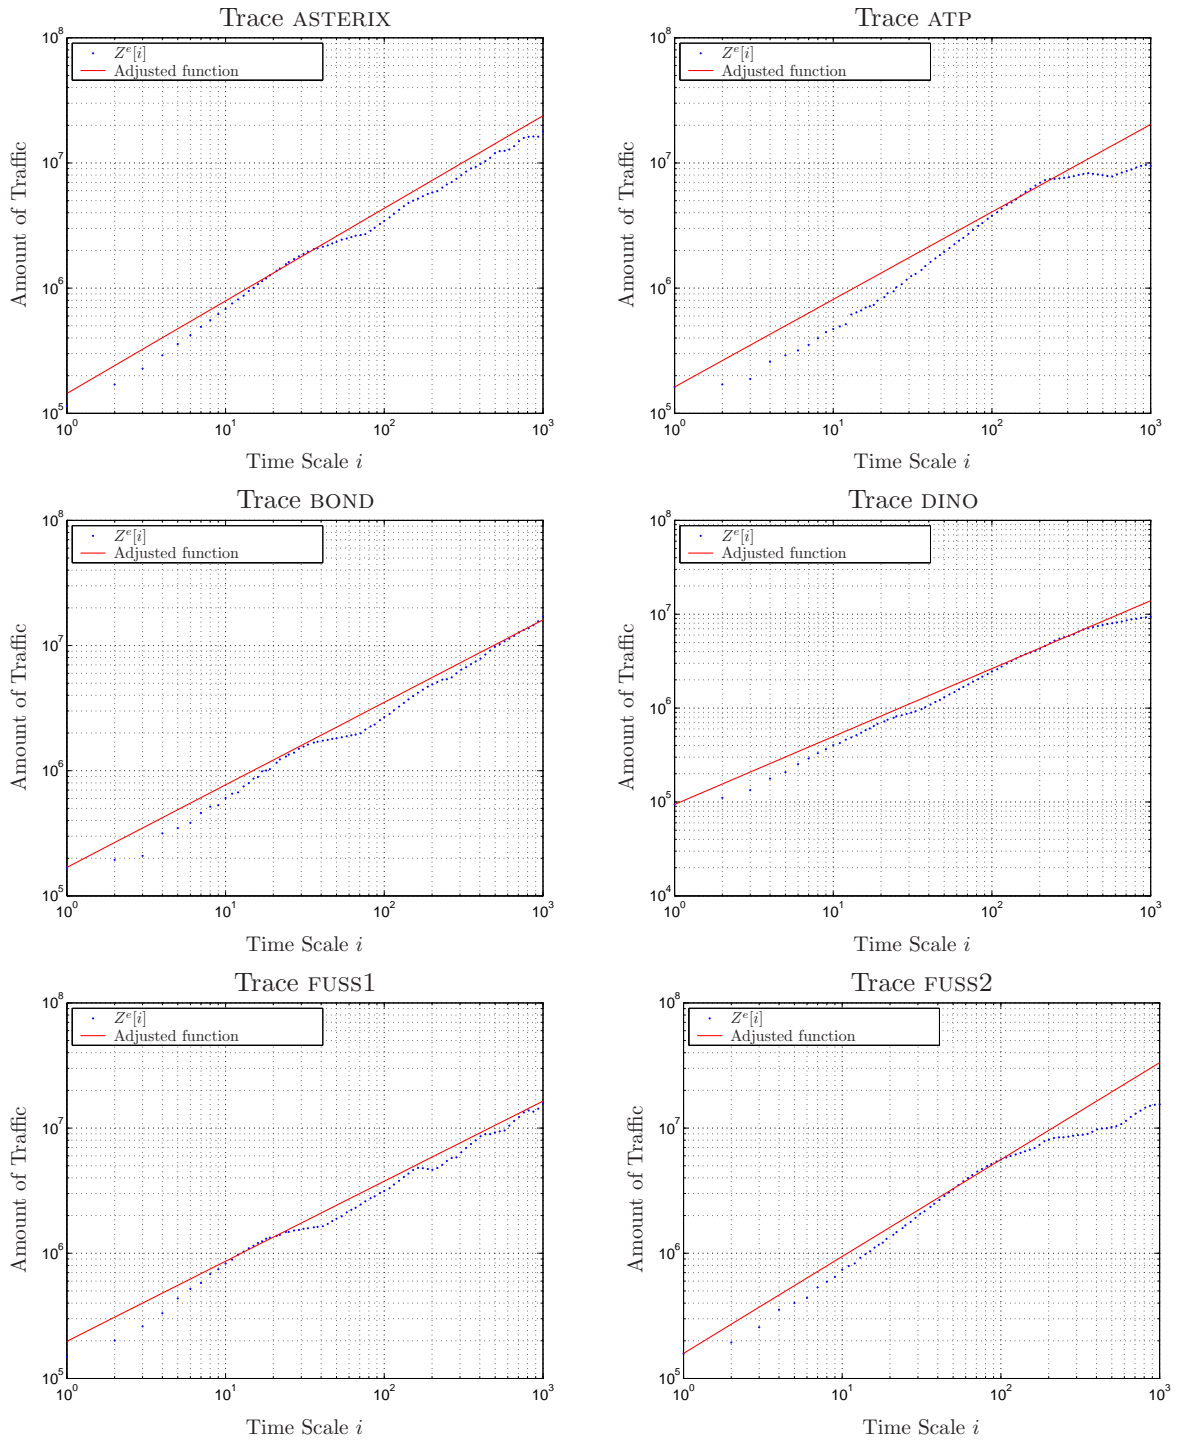 Trace ASTERIX
10^8
Z^e[i]
Adjusted function
10^7
10^6
10^5
Amount of Traffic
10^0 10^1 10^2 10^3
Time Scale i
Trace ATP
10^8
Z^e[i]
Adjusted function
10^7
10^6
10^5
Amount of Traffic
10^0 10^1 10^2 10^3
Time Scale i
Trace BOND
10^8
Z^e[i]
Adjusted function
10^7
10^6
10^5
Amount of Traffic
10^0 10^1 10^2 10^3
Time Scale i
Trace DINO
10^8
Z^e[i]
Adjusted function
10^7
10^6
10^5
10^4
Amount of Traffic
10^0 10^1 10^2 10^3
Time Scale i
Trace FUSS1
10^8
Z^e[i]
Adjusted function
10^7
10^6
10^5
Amount of Traffic
10^0 10^1 10^2 10^3
Time Scale i
Trace FUSS2
10^8
Z^e[i]
Adjusted function
10^7
10^6
10^5
Amount of Traffic
10^0 10^1 10^2 10^3
Time Scale i